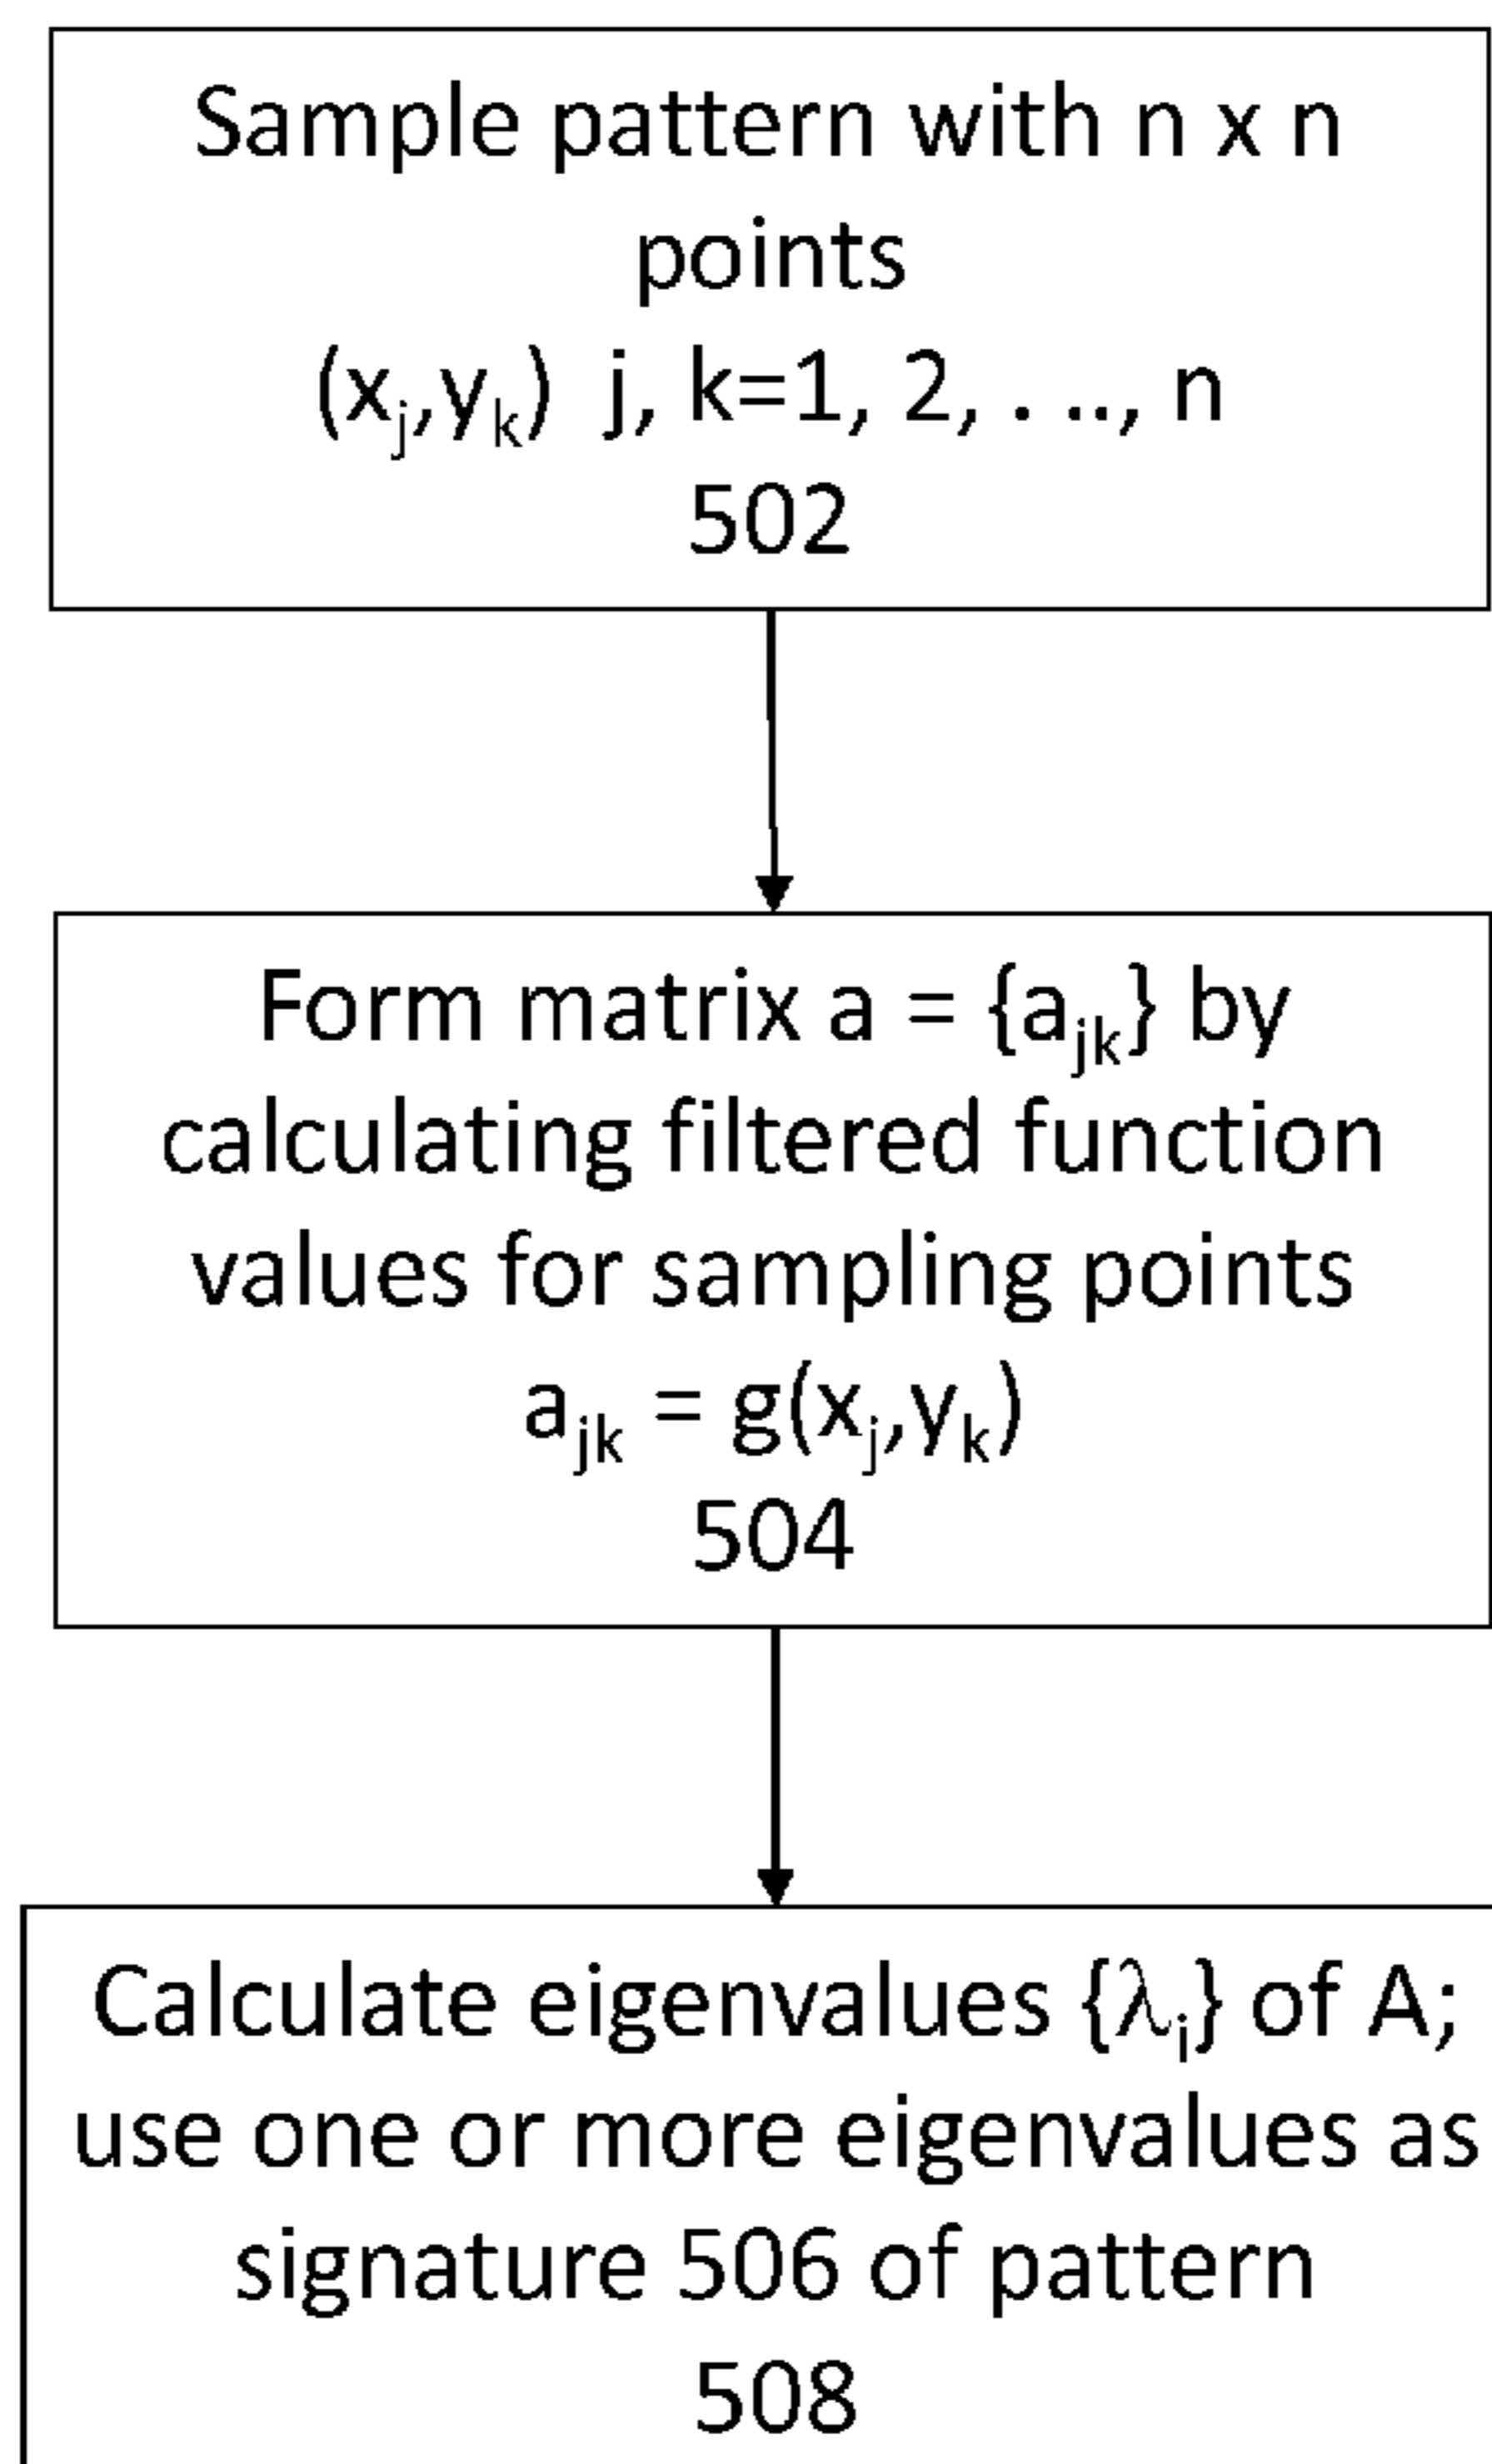 Sample pattern with n x n
points
(xⱼ,yₖ) j, k=1, 2, . .., n
502
Form matrix a = {aⱼₖ} by
calculating filtered function
values for sampling points
aⱼₖ = g(xⱼ,yₖ)
504
Calculate eigenvalues {λᵢ} of A;
use one or more eigenvalues as
signature 506 of pattern
508